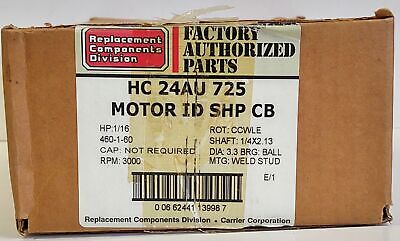 Replacement
Components
Division
FACTORY
AUTHORIZED
PARTS
HC 24AU 725
MOTOR ID SHP CB
HP:1/16 ROT: CCWLE
460-1-60 SHAFT: 1/4X2.13
CAP: NOT REQUIRED DIA: 3.3 BRG: BALL
RPM: 3000 MTG: WELD STUD
E/1
0 06 62441 13998 7
Replacement Components Division • Carrier Corporation